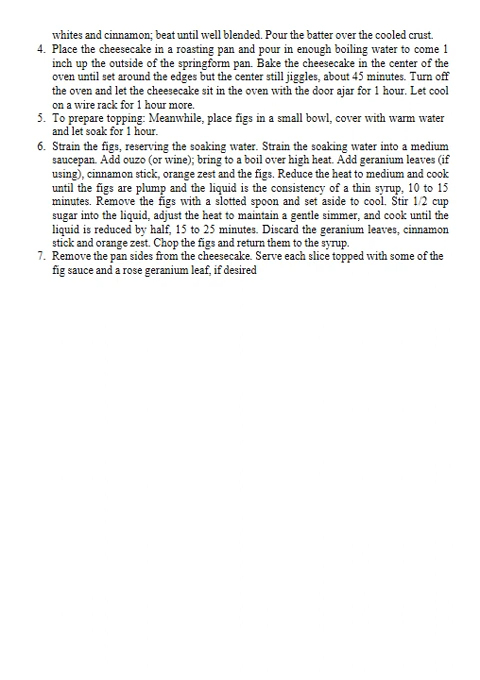 whites and cinnamon; beat until well blended. Pour the batter over the cooled crust.
4. Place the cheesecake in a roasting pan and pour in enough boiling water to come 1
inch up the outside of the springform pan. Bake the cheesecake in the center of the
oven until set around the edges but the center still jiggles, about 45 minutes. Turn off
the oven and let the cheesecake sit in the oven with the door ajar for 1 hour. Let cool
on a wire rack for 1 hour more.
5. To prepare topping: Meanwhile, place figs in a small bowl, cover with warm water
and let soak for 1 hour.
6. Strain the figs, reserving the soaking water. Strain the soaking water into a medium
saucepan. Add ouzo (or wine); bring to a boil over high heat. Add geranium leaves (if
using), cinnamon stick, orange zest and the figs. Reduce the heat to medium and cook
until the figs are plump and the liquid is the consistency of a thin syrup, 10 to 15
minutes. Remove the figs with a slotted spoon and set aside to cool. Stir 1/2 cup
sugar into the liquid, adjust the heat to maintain a gentle simmer, and cook until the
liquid is reduced by half, 15 to 25 minutes. Discard the geranium leaves, cinnamon
stick and orange zest. Chop the figs and return them to the syrup.
7. Remove the pan sides from the cheesecake. Serve each slice topped with some of the
fig sauce and a rose geranium leaf, if desired